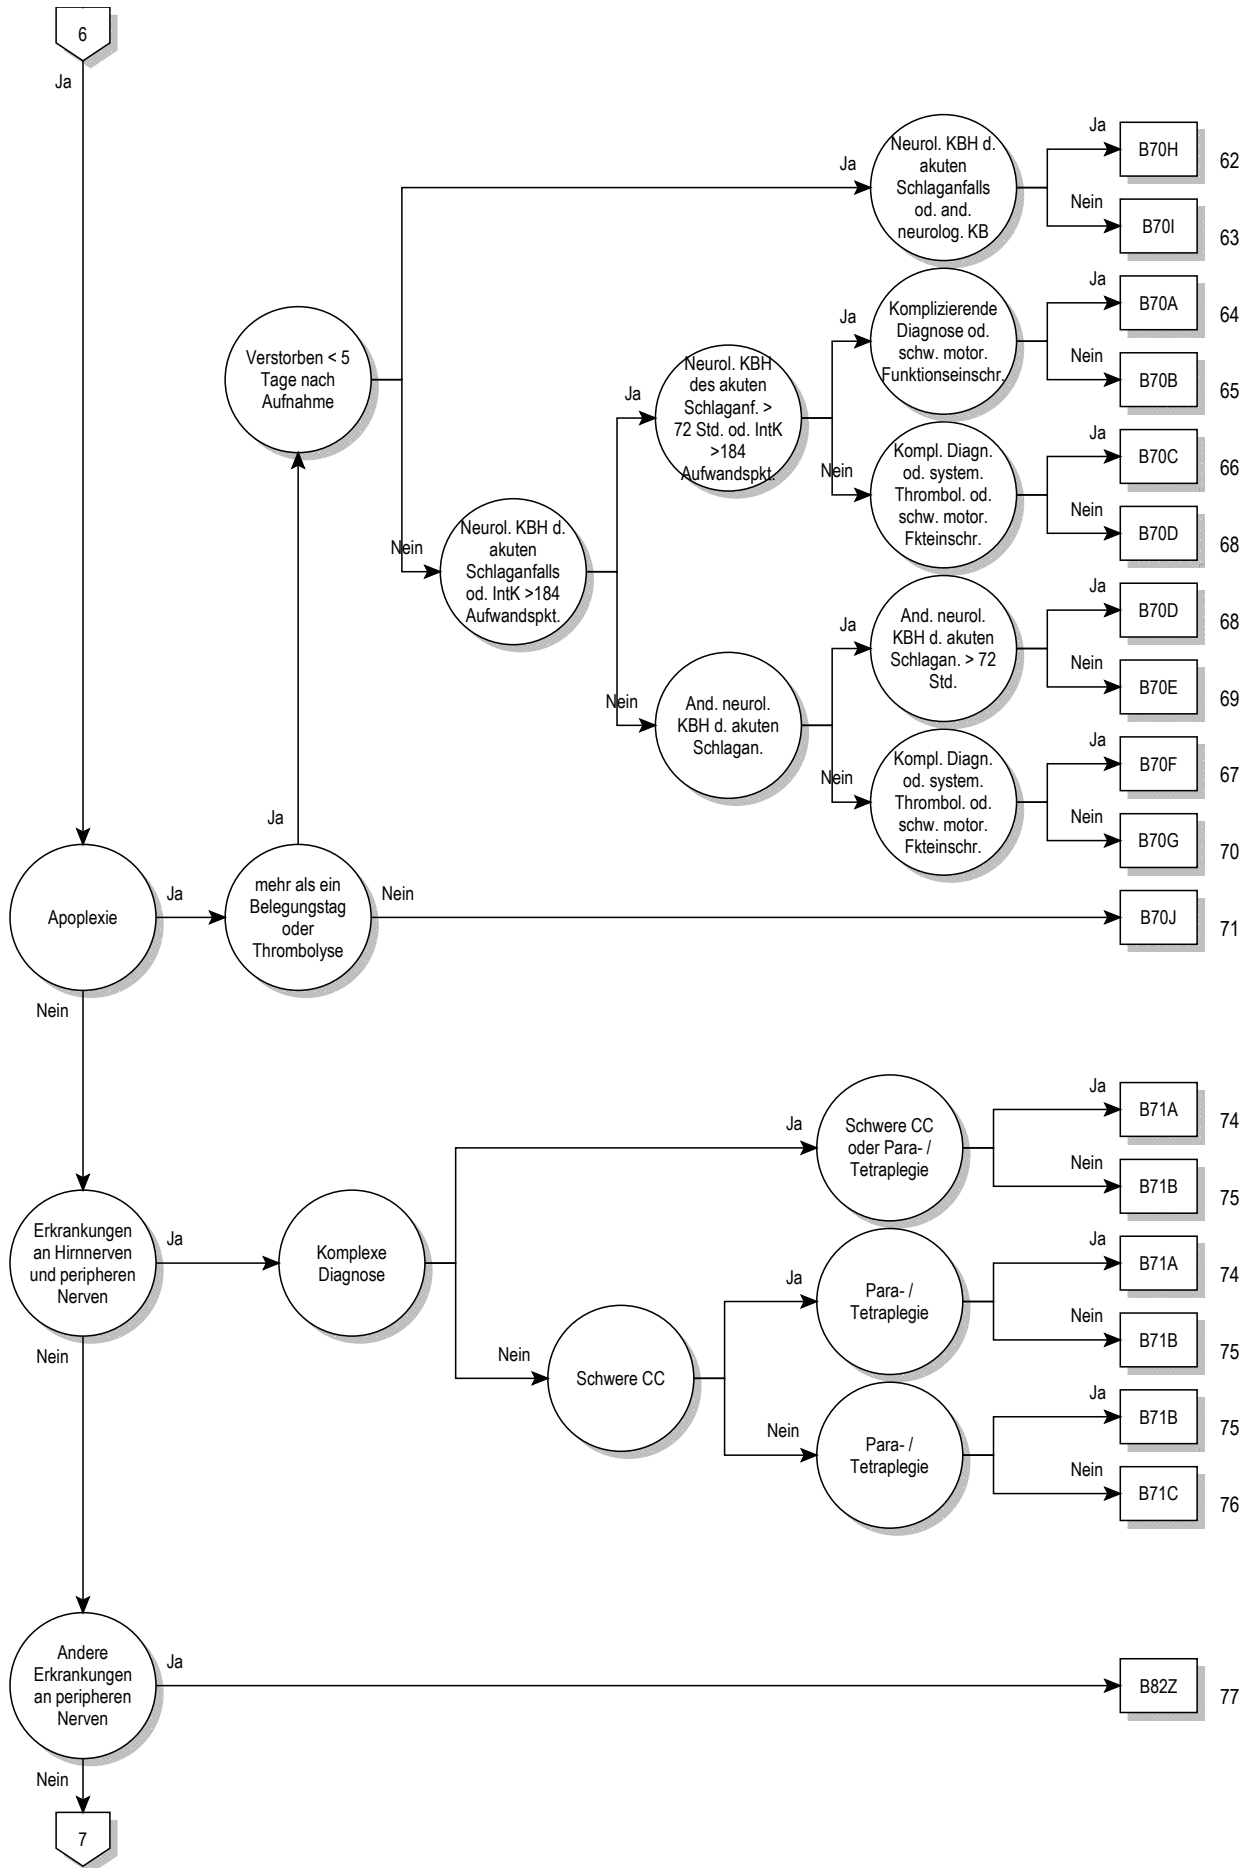 6
Ja
Neurol. KBH d.
akuten
Schlaganfalls
od. and.
neurolog. KB
Ja
Ja
B70H
62
Nein
B70I
63
Verstorben < 5
Tage nach
Aufnahme
Neurol. KBH
des akuten
Schlaganf. >
72 Std. od. IntK
>184
Aufwandspkt.
Ja
Komplizierende
Diagnose od.
schw. motor.
Funktionseinschr.
Ja
Ja
B70A
64
Nein
B70B
65
Nein
Kompl. Diagn.
od. system.
Thrombol. od.
schw. motor.
Fkteinschr.
Ja
B70C
66
Nein
B70D
68
Nein
Neurol. KBH d.
akuten
Schlaganfalls
od. IntK >184
Aufwandspkt.
Nein
And. neurol.
KBH d. akuten
Schlagan.
Ja
And. neurol.
KBH d. akuten
Schlagan. > 72
Std.
Ja
B70D
68
Nein
B70E
69
Nein
Kompl. Diagn.
od. system.
Thrombol. od.
schw. motor.
Fkteinschr.
Ja
B70F
67
Nein
B70G
70
Ja
Apoplexie
Ja
mehr als ein
Belegungstag
oder
Thrombolyse
Nein
B70J
71
Nein
Erkrankungen
an Hirnnerven
und peripheren
Nerven
Ja
Komplexe
Diagnose
Ja
Schwere CC
oder Para- /
Tetraplegie
Ja
B71A
74
Nein
B71B
75
Nein
Schwere CC
Ja
Para- /
Tetraplegie
Ja
B71A
74
Nein
B71B
75
Nein
Para- /
Tetraplegie
Ja
B71B
75
Nein
B71C
76
Nein
Andere
Erkrankungen
an peripheren
Nerven
Ja
B82Z
77
Nein
7